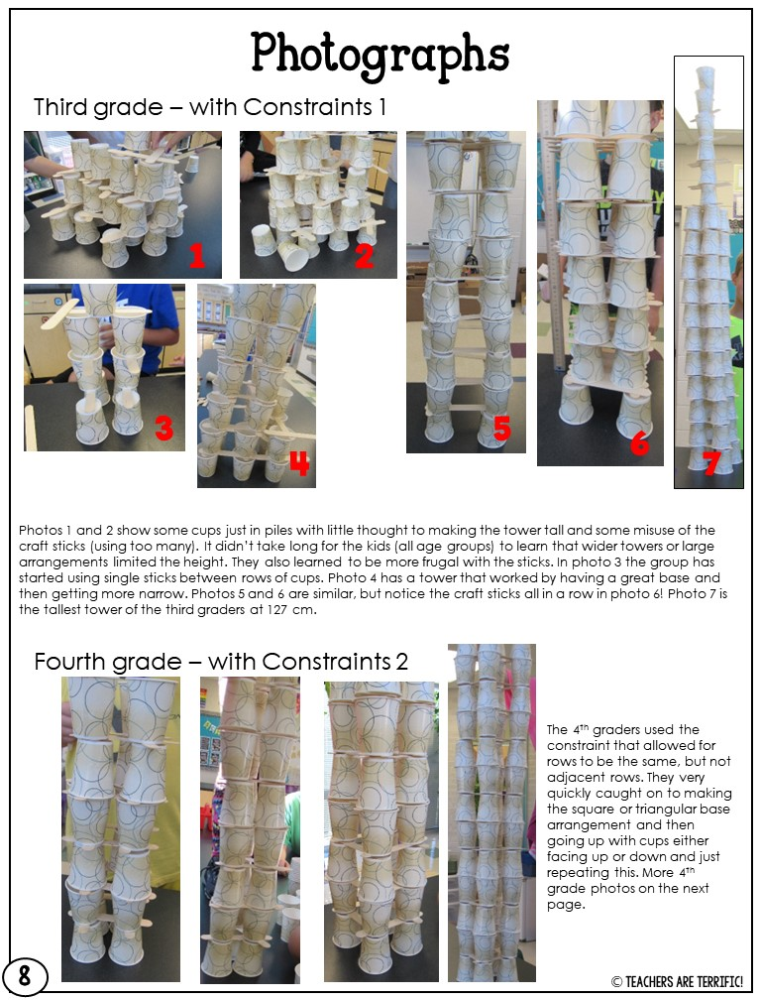 Photographs
Third grade – with Constraints 1
1
2
3
4
5
6
7
Photos 1 and 2 show some cups just in piles with little thought to making the tower tall and some misuse of the
craft sticks (using too many). It didn't take long for the kids (all age groups) to learn that wider towers or large
arrangements limited the height. They also learned to be more frugal with the sticks. In photo 3 the group has
started using single sticks between rows of cups. Photo 4 has a tower that worked by having a great base and
then getting more narrow. Photos 5 and 6 are similar, but notice the craft sticks all in a row in photo 6! Photo 7 is
the tallest tower of the third graders at 127 cm.
Fourth grade – with Constraints 2
The 4th graders used the
constraint that allowed for
rows to be the same, but not
adjacent rows. They very
quickly caught on to making
the square or triangular base
arrangement and then
going up with cups either
facing up or down and just
repeating this. More 4th
grade photos on the next
page.
8
© TEACHERS ARE TERRIFIC!